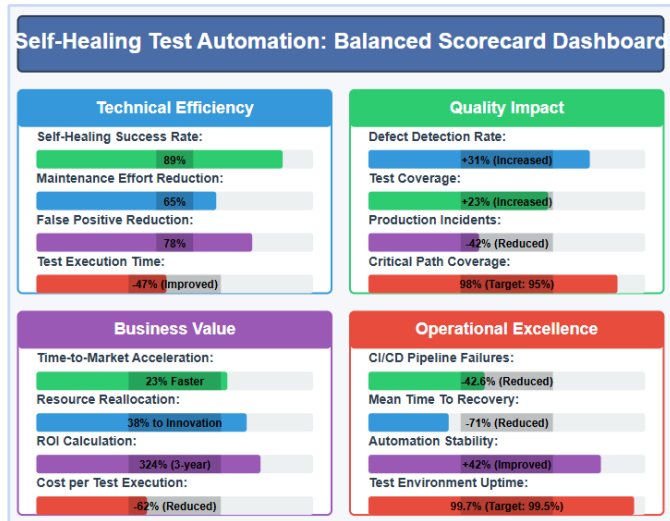 Self-Healing Test Automation: Balanced Scorecard Dashboard
Technical Efficiency
Self-Healing Success Rate:
89%
Maintenance Effort Reduction:
65%
False Positive Reduction:
78%
Test Execution Time:
-47% (Improved)
Quality Impact
Defect Detection Rate:
+31% (Increased)
Test Coverage:
+23% (Increased)
Production Incidents:
-42% (Reduced)
Critical Path Coverage:
98% (Target: 95%)
Business Value
Time-to-Market Acceleration:
23% Faster
Resource Reallocation:
38% to Innovation
ROI Calculation:
324% (3-year)
Cost per Test Execution:
-62% (Reduced)
Operational Excellence
CI/CD Pipeline Failures:
-42.6% (Reduced)
Mean Time To Recovery:
-71% (Reduced)
Automation Stability:
+42% (Improved)
Test Environment Uptime:
99.7% (Target: 99.5%)